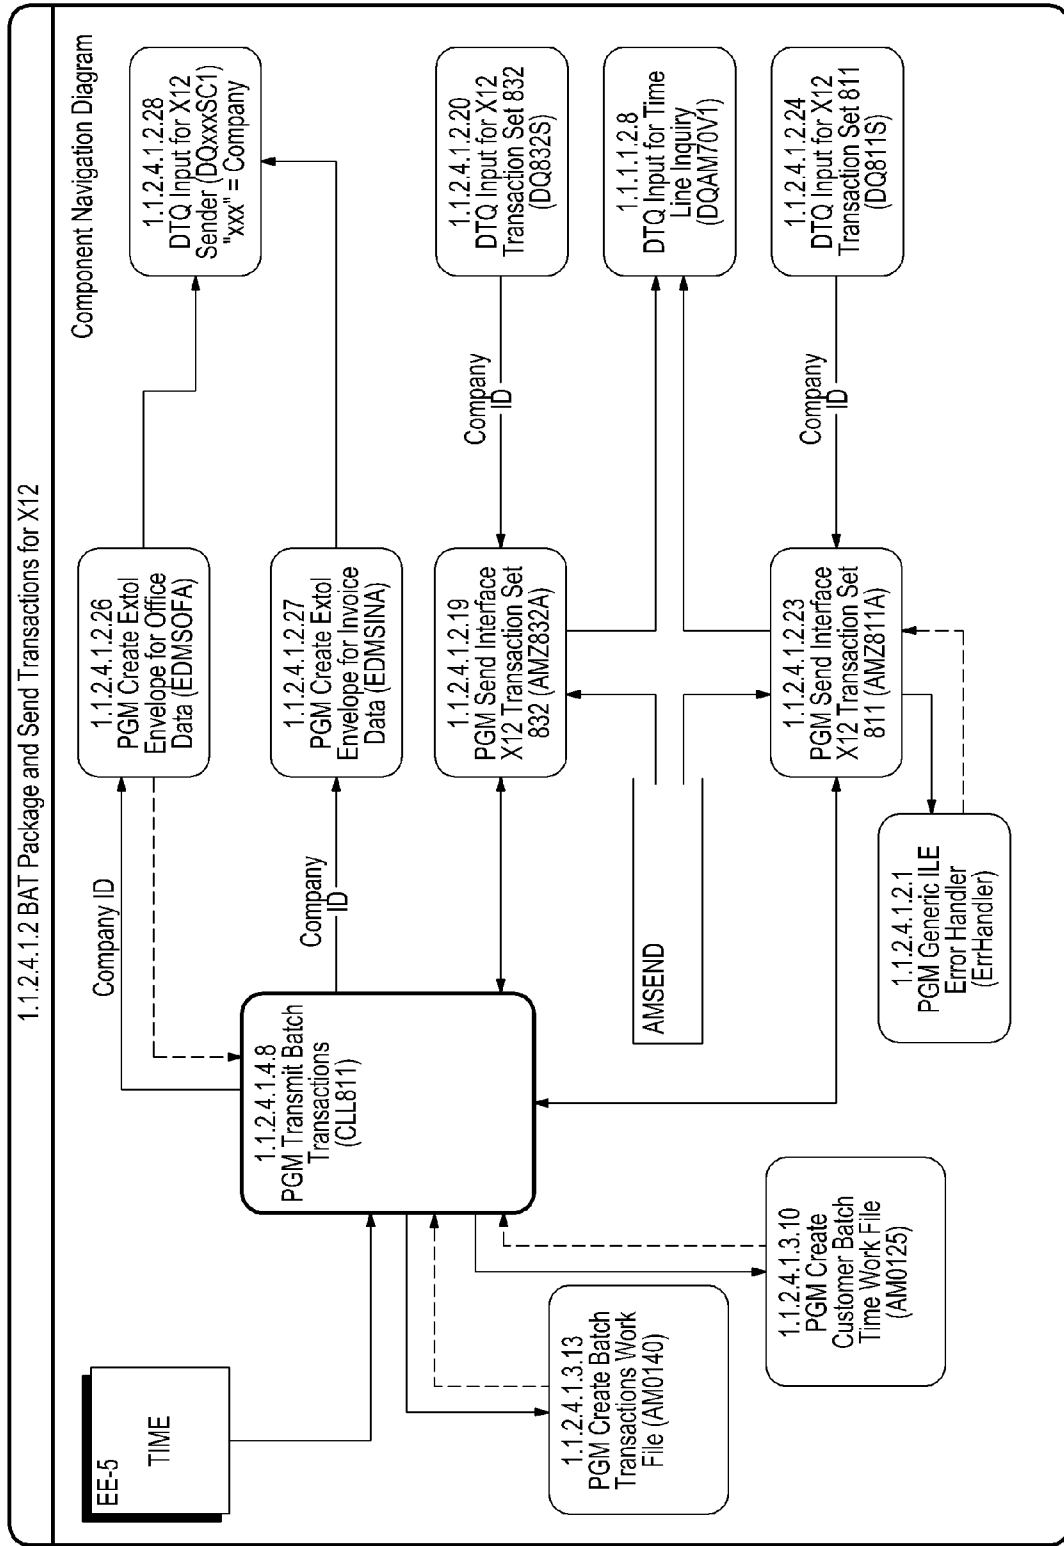 1.1.2.4.1.2 BAT Package and Send Transactions for X12
Component Navigation Diagram
EE-5
TIME
1.1.2.4.1.4.8
PGM Transmit Batch
Transactions
(CLL811)
Company ID
1.1.2.4.1.2.26
PGM Create Extol
Envelope for Office
Data (EDMSOFA)
1.1.2.4.1.2.28
DTQ Input for X12
Sender (DQxxxSC1)
"xxx" = Company
Company
ID
1.1.2.4.1.2.27
PGM Create Extol
Envelope for Invoice
Data (EDMSINA)
1.1.2.4.1.2.19
PGM Send Interface
X12 Transaction Set
832 (AMZ832A)
Company
ID
1.1.2.4.1.2.20
DTQ Input for X12
Transaction Set 832
(DQ832S)
1.1.2.4.1.3.13
PGM Create Batch
Transactions Work
File (AM0140)
AMSEND
1.1.1.1.2.8
DTQ Input for Time
Line Inquiry
(DQAM70V1)
1.1.2.4.1.3.10
PGM Create
Customer Batch
Time Work File
(AM0125)
1.1.2.4.1.2.23
PGM Send Interface
X12 Transaction Set
811 (AMZ811A)
Company
ID
1.1.2.4.1.2.24
DTQ Input for X12
Transaction Set 811
(DQ811S)
1.1.2.4.1.2.1
PGM Generic ILE
Error Handler
(ErrHandler)